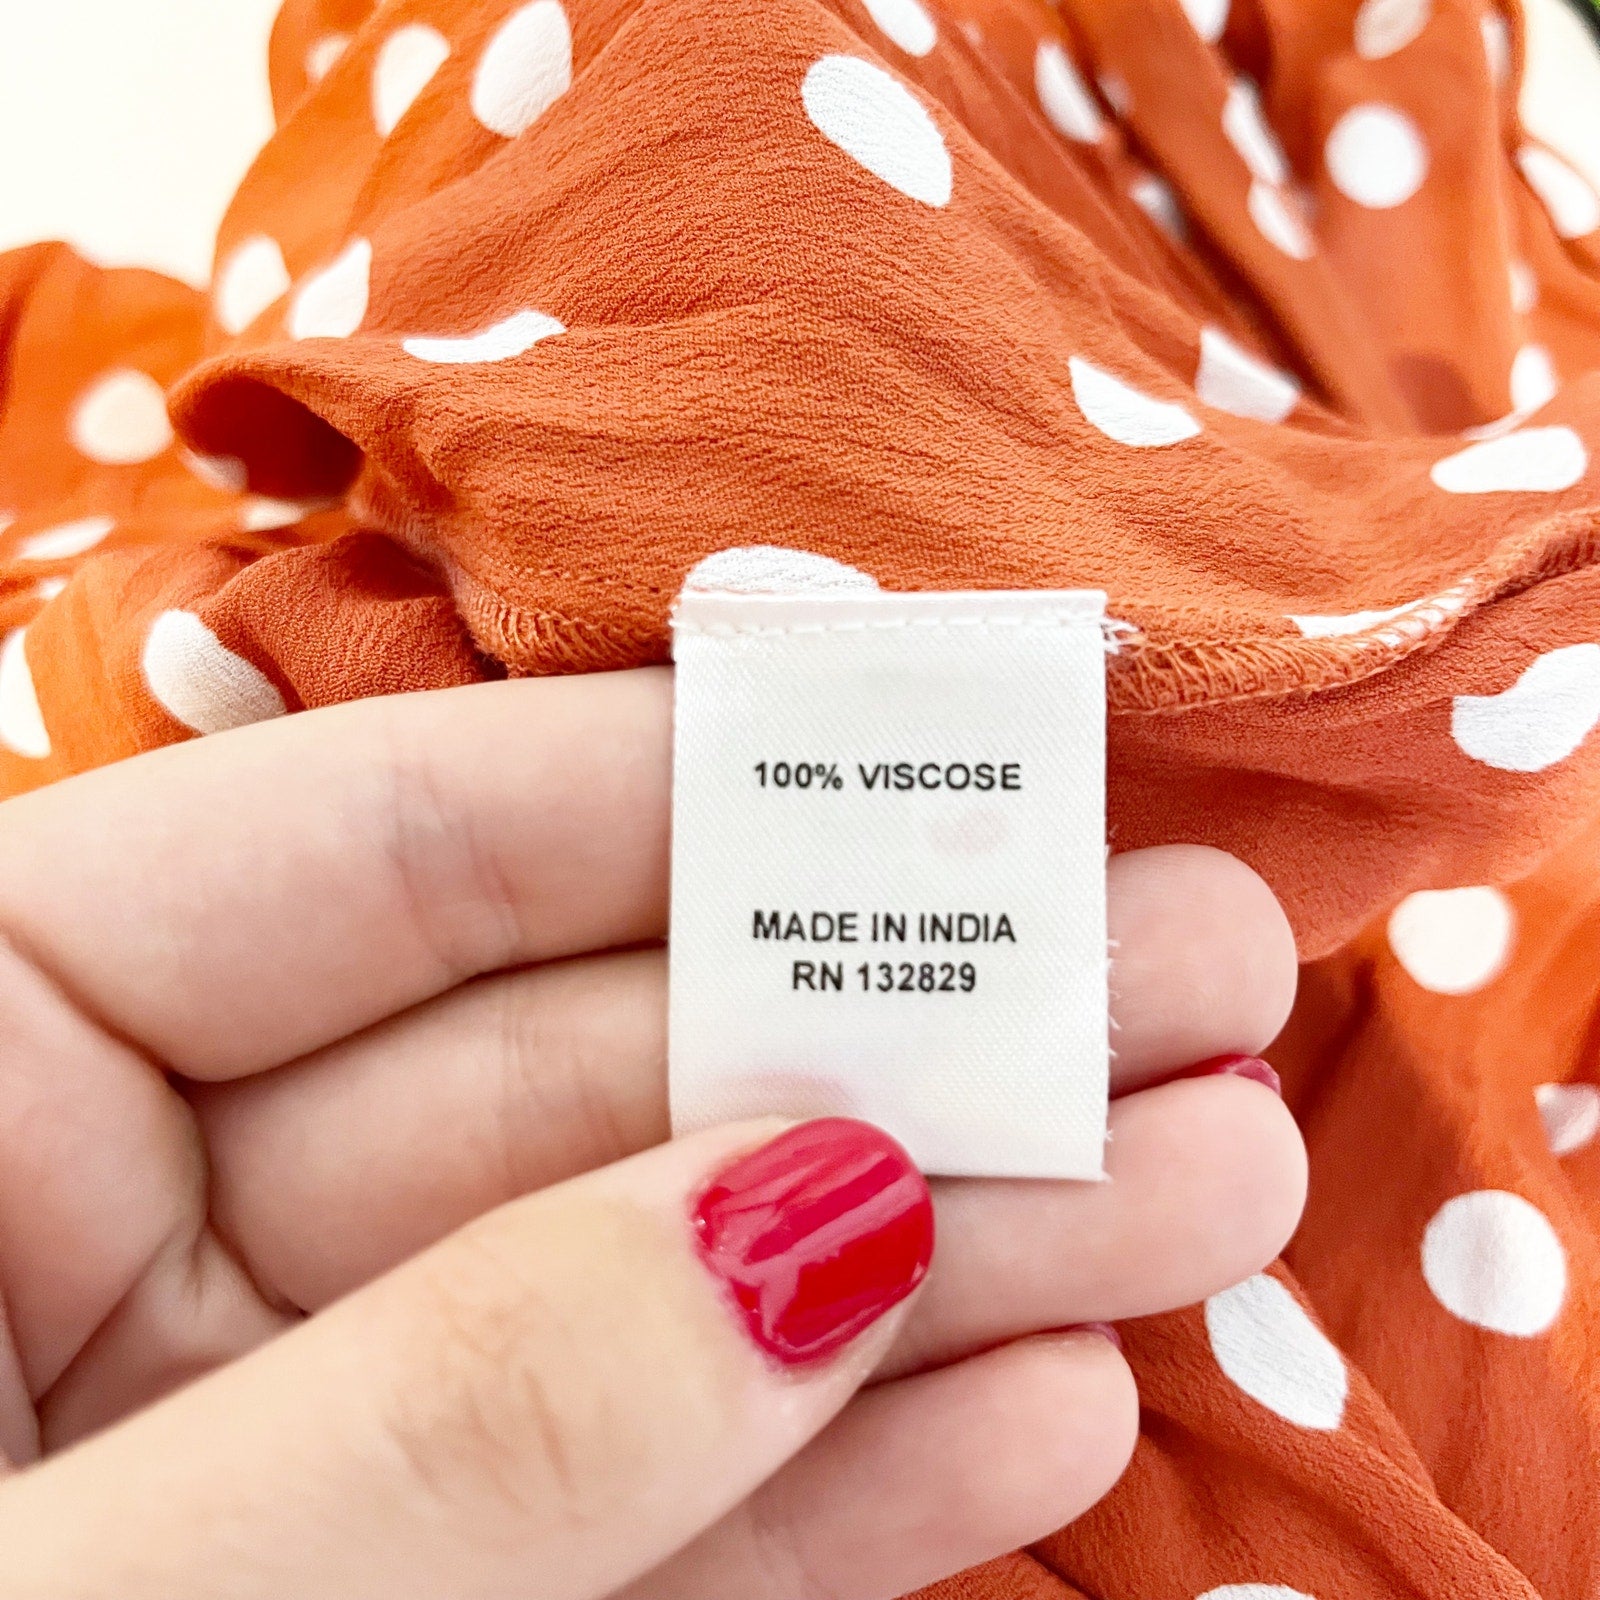 100% VISCOSE
MADE IN INDIA
RN 132829